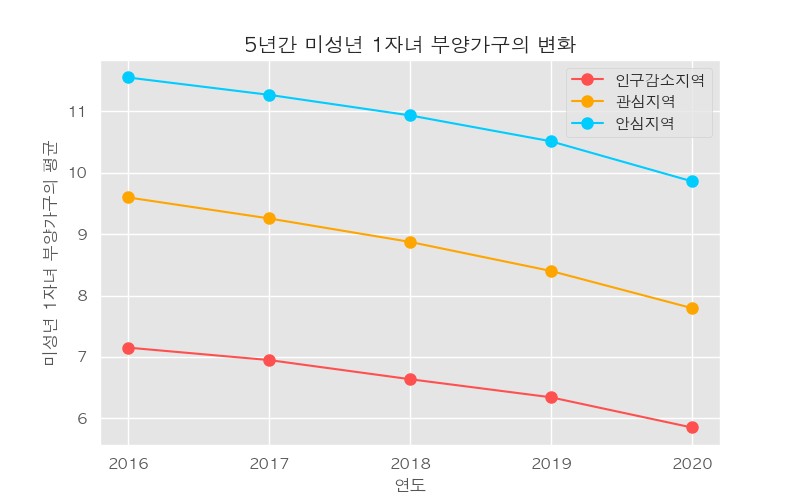 5년간 미성년 1자녀 부양가구의 변화
미성년 1자녀 부양가구의 평균
11
10
9
8
7
6
인구감소지역
관심지역
안심지역
2016 2017 2018 2019 2020
연도